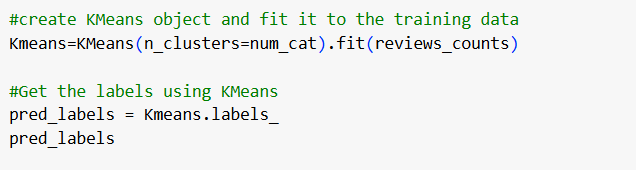 #create KMeans object and fit it to the training data
Kmeans=KMeans(n_clusters=num_cat).fit(reviews_counts)
#Get the labels using KMeans
pred_labels = Kmeans.labels_
pred_labels